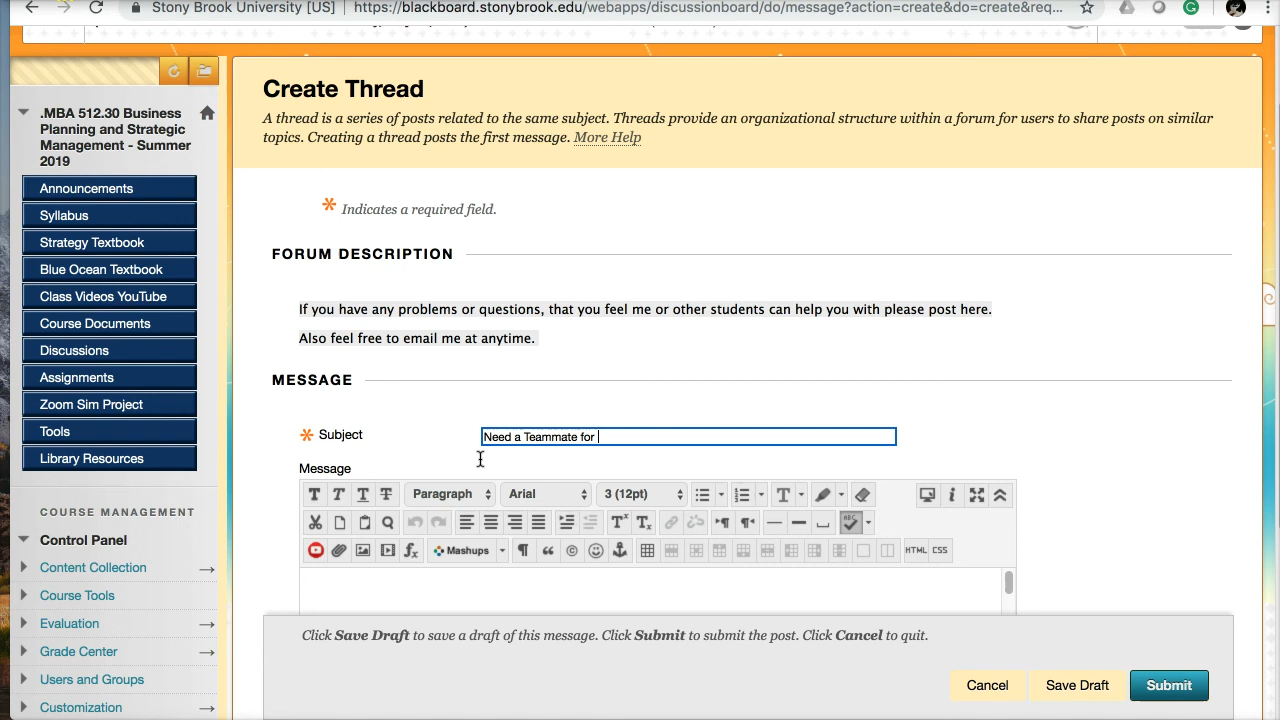 Stony Brook University [US] | https://blackboard.stonybrook.edu/webapps/discussionboard/do/message?action=create&do=create&req...
Create Thread
A thread is a series of posts related to the same subject. Threads provide an organizational structure within a forum for users to share posts on similar
topics. Creating a thread posts the first message. More Help
.MBA 512.30 Business
Planning and Strategic
Management - Summer
2019
Announcements
Syllabus
Strategy Textbook
Blue Ocean Textbook
Class Videos YouTube
Course Documents
Discussions
Assignments
Zoom Sim Project
Tools
Library Resources
COURSE MANAGEMENT
Control Panel
Content Collection
Course Tools
Evaluation
Grade Center
Users and Groups
Customization
* Indicates a required field.
FORUM DESCRIPTION
If you have any problems or questions, that you feel me or other students can help you with please post here.
Also feel free to email me at anytime.
MESSAGE
* Subject
Need a Teammate for
Message
T T T T Paragraph Arial 3 (12pt) T
T Tx ABC
fx Mashups HTML CSS
Click Save Draft to save a draft of this message. Click Submit to submit the post. Click Cancel to quit.
Cancel Save Draft Submit